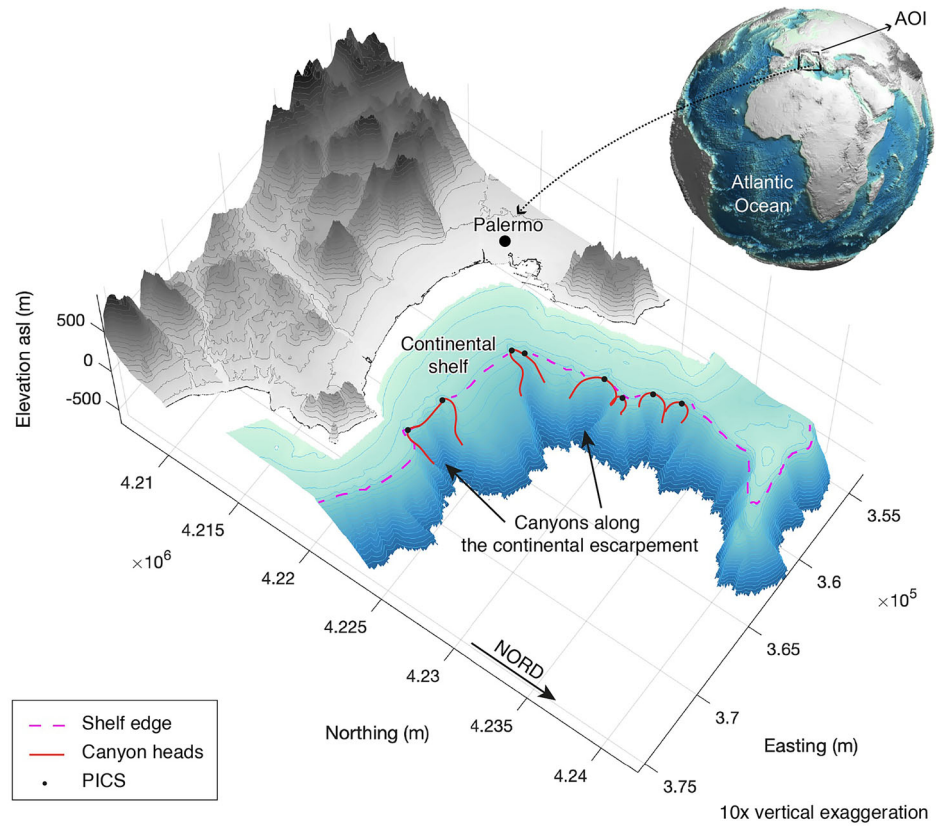 AOI
Atlantic
Ocean
Palermo
Elevation asl (m)
500
0
-500
Continental
shelf
Canyons along
the continental escarpement
4.21
4.215
4.22
4.225
4.23
4.235
4.24
×10⁶
NORD
Northing (m)
3.55
3.6
3.65
3.7
3.75
×10⁵
Easting (m)
Shelf edge
Canyon heads
PICS
10x vertical exaggeration